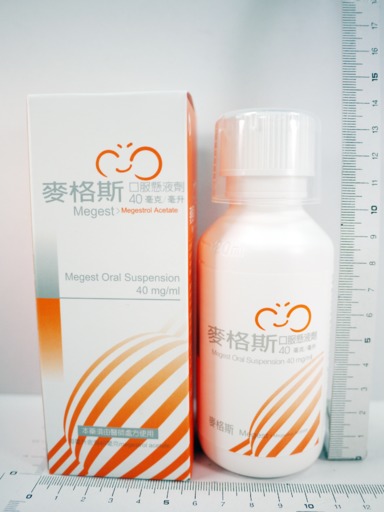 麥格斯 口服懸液劑
40 毫克/毫升
Megest Megestrol Acetate
Megest Oral Suspension
40 mg/ml
本藥須由醫師處方使用
麥格斯 口服懸液劑
40 毫克/毫升
Megest Oral Suspension 40 mg/ml
麥格斯 Megest